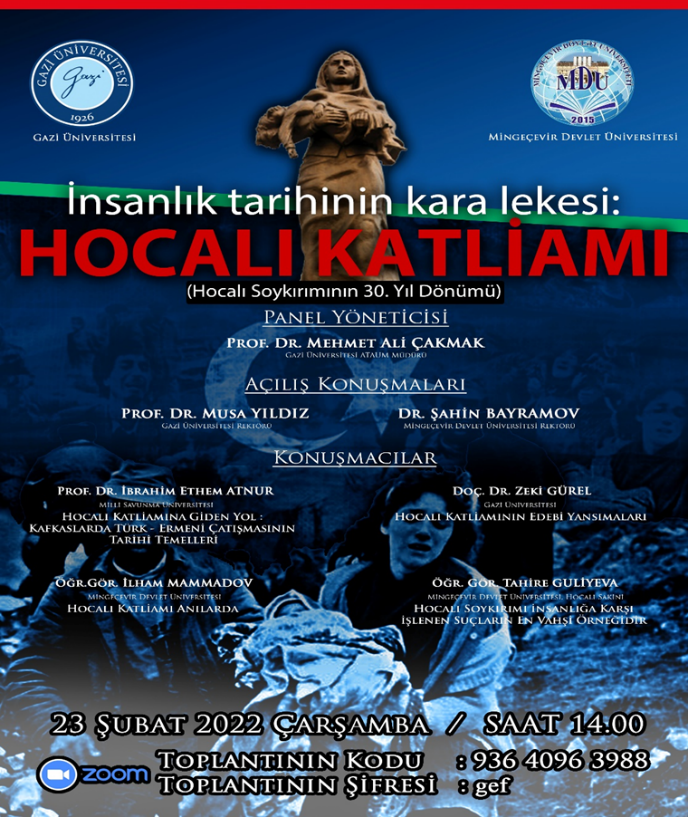 GAZİ ÜNİVERSİTESİ
Gazi
1926
GAZİ ÜNİVERSİTESİ
MİNGƏÇEVİR DÖVLƏT UNİVERSİTETİ
MDU
2015
MİNGEÇEVİR DEVLET ÜNİVERSİTESİ
İnsanlık tarihinin kara lekesi:
HOCALI KATLİAMI
(Hocalı Soykırımının 30. Yıl Dönümü)
PANEL YÖNETİCİSİ
PROF. DR. MEHMET ALİ ÇAKMAK
GAZİ ÜNİVERSİTESİ ATAUM MÜDÜRÜ
AÇILIŞ KONUŞMALARI
PROF. DR. MUSA YILDIZ
GAZİ ÜNİVERSİTESİ REKTÖRÜ
DR. ŞAHİN BAYRAMOV
MİNGEÇEVİR DEVLET ÜNİVERSİTESİ REKTÖRÜ
KONUŞMACILAR
PROF. DR. İBRAHİM ETHEM ATNUR
MİLLİ SAVUNMA ÜNİVERSİTESİ
HOCALI KATLİAMINA GİDEN YOL :
KAFKASLARDA TÜRK - ERMENİ ÇATIŞMASININ
TARİHİ TEMELLERİ
DOÇ. DR. ZEKİ GÜREL
GAZİ ÜNİVERSİTESİ
HOCALI KATLİAMININ EDEBİ YANSIMALARI
ÖĞR.GÖR. İLHAM MAMMADOV
MİNGEÇEVİR DEVLET ÜNİVERSİTESİ
HOCALI KATLİAMI ANILARDA
ÖĞR. GÖR. TAHİRE GULİYEVA
MİNGEÇEVİR DEVLET ÜNİVERSİTESİ, HOCALI SAKİNİ
HOCALI SOYKIRIMI İNSANLIĞA KARŞI
İŞLENEN SUÇLARIN EN VAHŞİ ÖRNEĞİDİR
23 ŞUBAT 2022 ÇARŞAMBA / SAAT 14.00
zoom
TOPLANTININ KODU : 936 4096 3988
TOPLANTININ ŞİFRESİ : gef